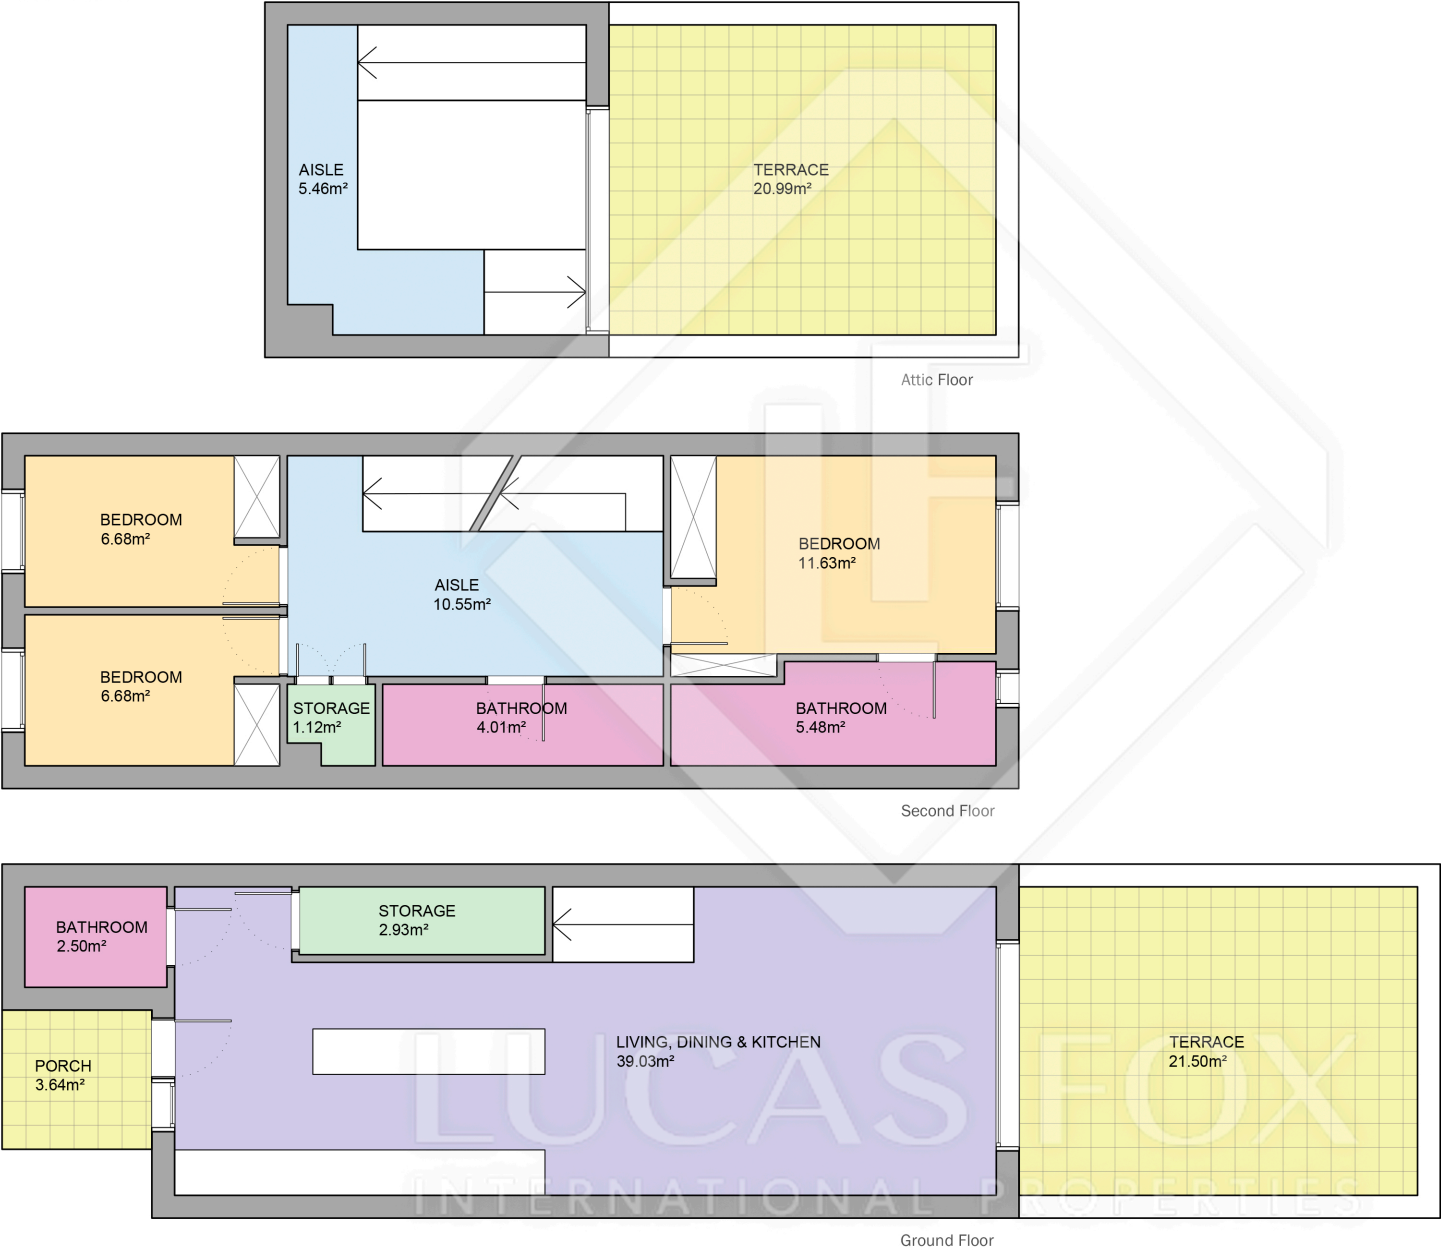 AISLE
5.46m²
TERRACE
20.99m²
Attic Floor
BEDROOM
6.68m²
BEDROOM
11.63m²
AISLE
10.55m²
BEDROOM
6.68m²
STORAGE
1.12m²
BATHROOM
4.01m²
BATHROOM
5.48m²
Second Floor
BATHROOM
2.50m²
STORAGE
2.93m²
PORCH
3.64m²
LIVING, DINING & KITCHEN
39.03m²
TERRACE
21.50m²
LUCAS FOX
INTERNATIONAL PROPERTIES
Ground Floor